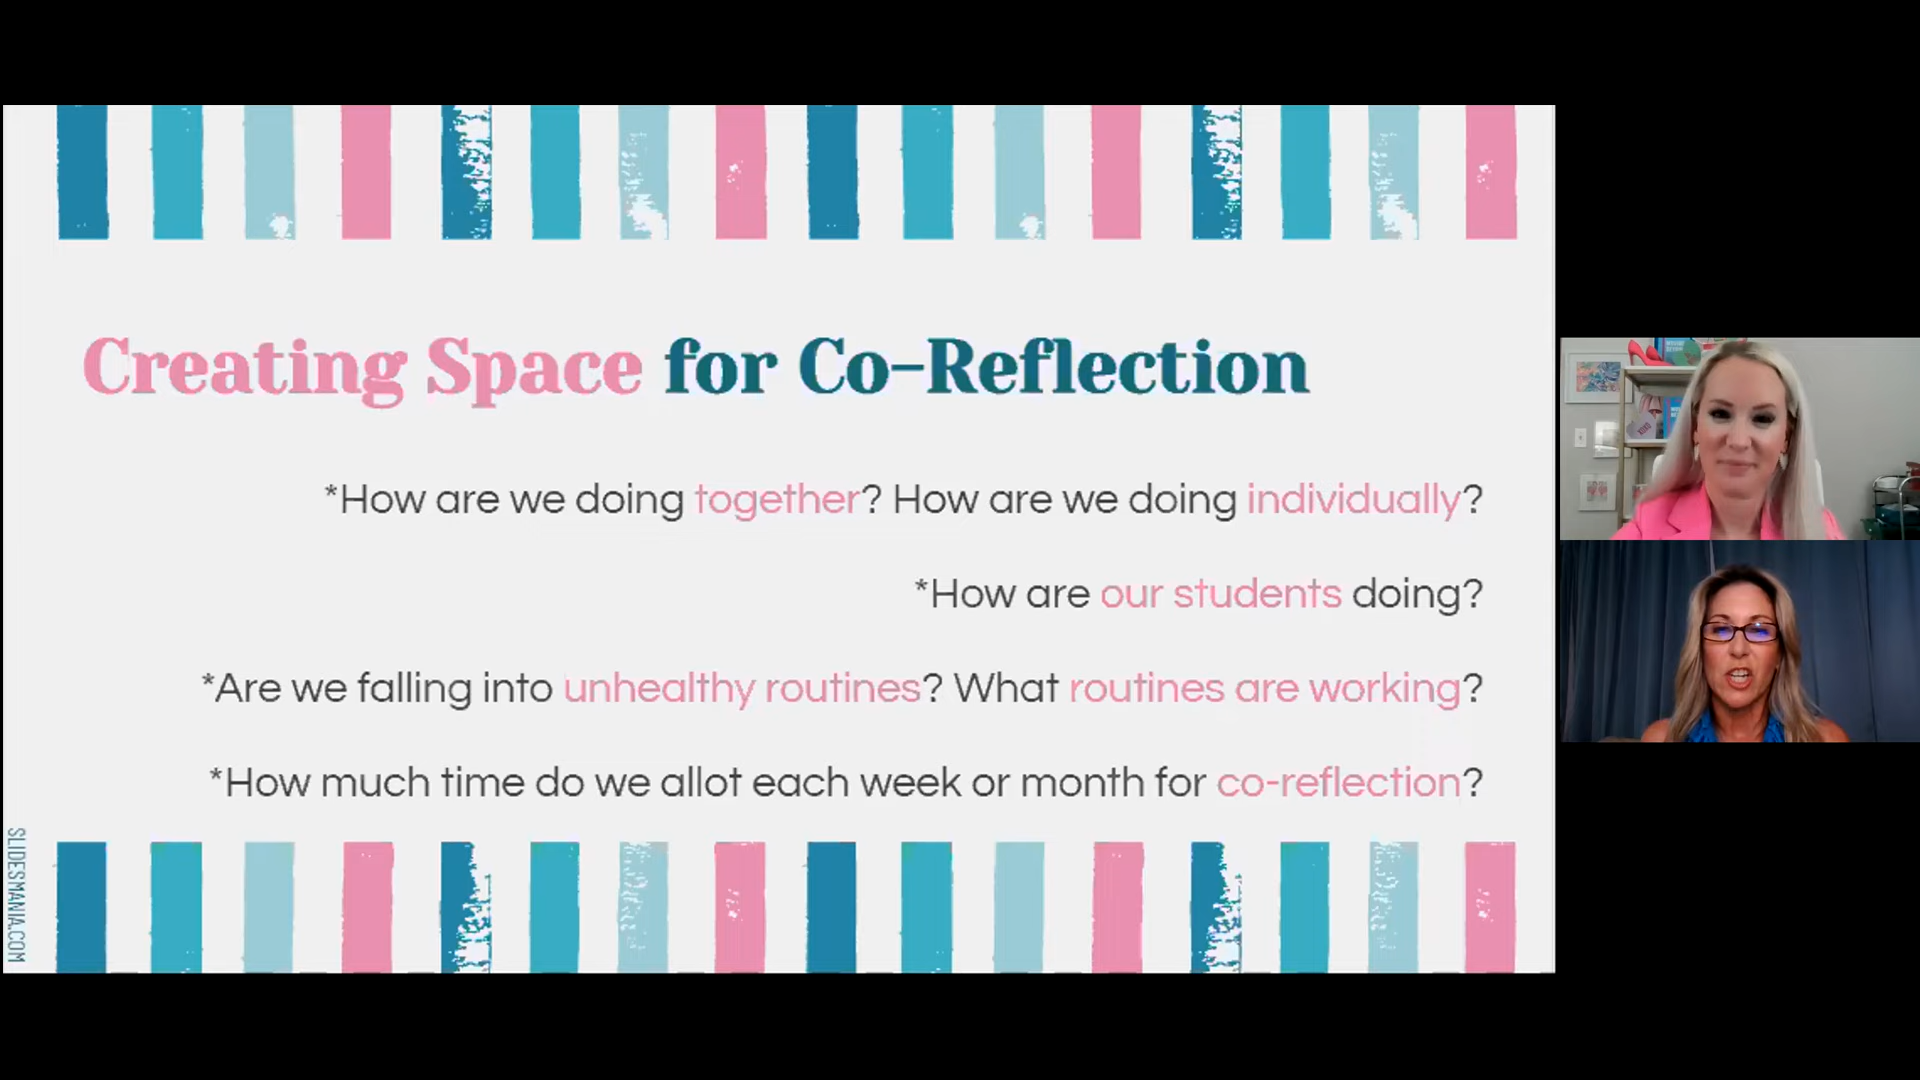 Creating Space for Co-Reflection
*How are we doing together? How are we doing individually?
*How are our students doing?
*Are we falling into unhealthy routines? What routines are working?
*How much time do we allot each week or month for co-reflection?
SLIDESMANIA.COM